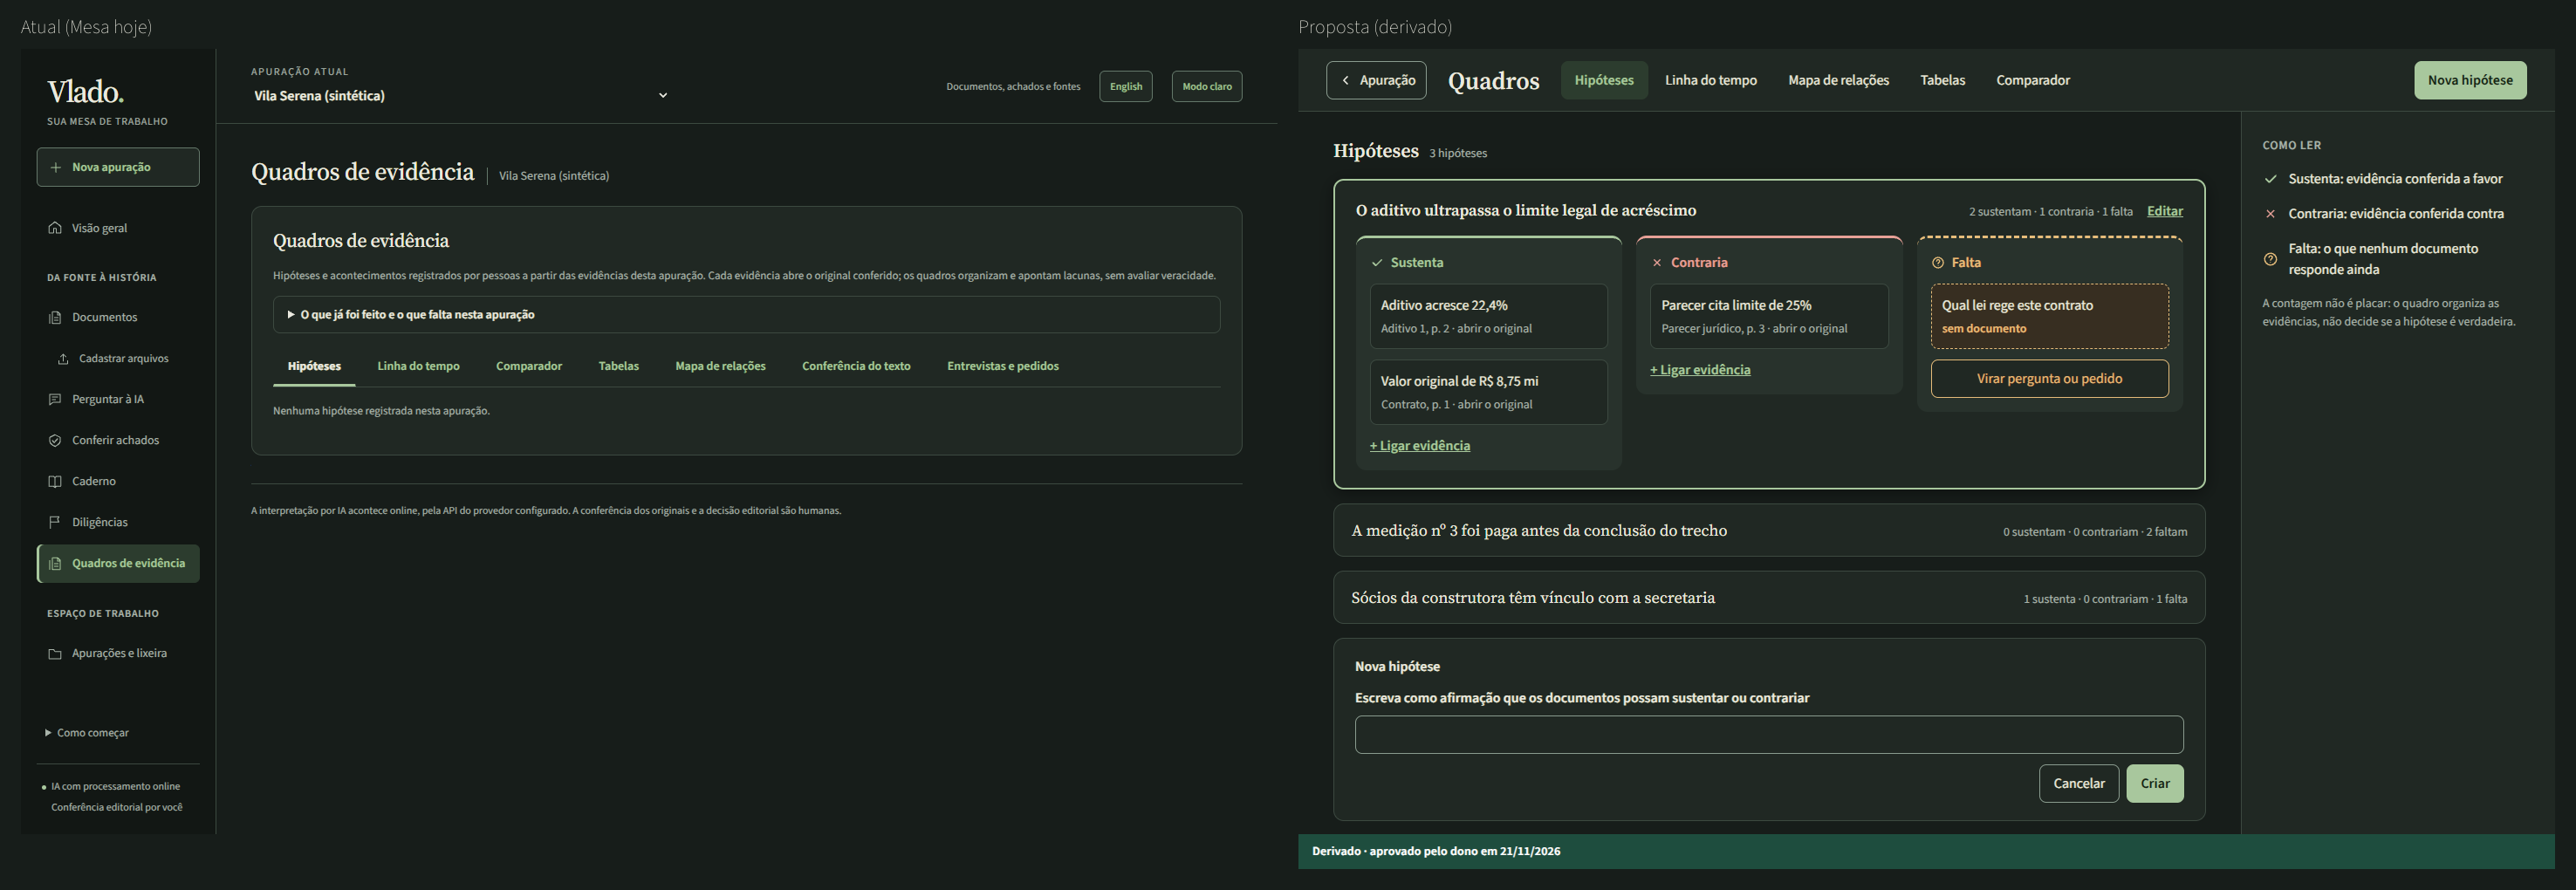 Atual (Mesa hoje)
Vlado.
SUA MESA DE TRABALHO
+ Nova apuração
Visão geral
DA FONTE À HISTÓRIA
Documentos
Cadastrar arquivos
Perguntar à IA
Conferir achados
Caderno
Diligências
Quadros de evidência
ESPAÇO DE TRABALHO
Apurações e lixeira
Como começar
IA com processamento online
Conferência editorial por você
APURAÇÃO ATUAL
Vila Serena (sintética)
Documentos, achados e fontes
English
Modo claro
Quadros de evidência
Vila Serena (sintética)
Quadros de evidência
Hipóteses e acontecimentos registrados por pessoas a partir das evidências desta apuração. Cada evidência abre o original conferido; os quadros organizam e apontam lacunas, sem avaliar veracidade.
O que já foi feito e o que falta nesta apuração
Hipóteses
Linha do tempo
Comparador
Tabelas
Mapa de relações
Conferência do texto
Entrevistas e pedidos
Nenhuma hipótese registrada nesta apuração.
A interpretação por IA acontece online, pela API do provedor configurado. A conferência dos originais e a decisão editorial são humanas.
Proposta (derivado)
Apuração
Quadros
Hipóteses
Linha do tempo
Mapa de relações
Tabelas
Comparador
Nova hipótese
Hipóteses
3 hipóteses
O aditivo ultrapassa o limite legal de acréscimo
2 sustentam · 1 contraria · 1 falta
Editar
Sustenta
Aditivo acresce 22,4%
Aditivo 1, p. 2 · abrir o original
Valor original de R$ 8,75 mi
Contrato, p. 1 · abrir o original
+ Ligar evidência
Contraria
Parecer cita limite de 25%
Parecer jurídico, p. 3 · abrir o original
+ Ligar evidência
Falta
Qual lei rege este contrato
sem documento
Virar pergunta ou pedido
A medição nº 3 foi paga antes da conclusão do trecho
0 sustentam · 0 contrariam · 2 faltam
Sócios da construtora têm vínculo com a secretaria
1 sustenta · 0 contrariam · 1 falta
Nova hipótese
Escreva como afirmação que os documentos possam sustentar ou contrariar
Cancelar
Criar
COMO LER
Sustenta: evidência conferida a favor
Contraria: evidência conferida contra
Falta: o que nenhum documento
responde ainda
A contagem não é placar: o quadro organiza as
evidências, não decide se a hipótese é verdadeira.
Derivado · aprovado pelo dono em 21/11/2026